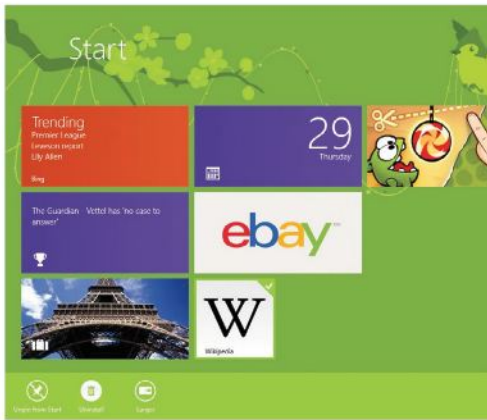 Start
Trending
Premier League
Leveson report
Lily Allen
Bing
29
Thursday
The Guardian - Vettel has 'no case to
answer'
ebay™
W
Wikipedia
Unpin from Start
Uninstall
Larger